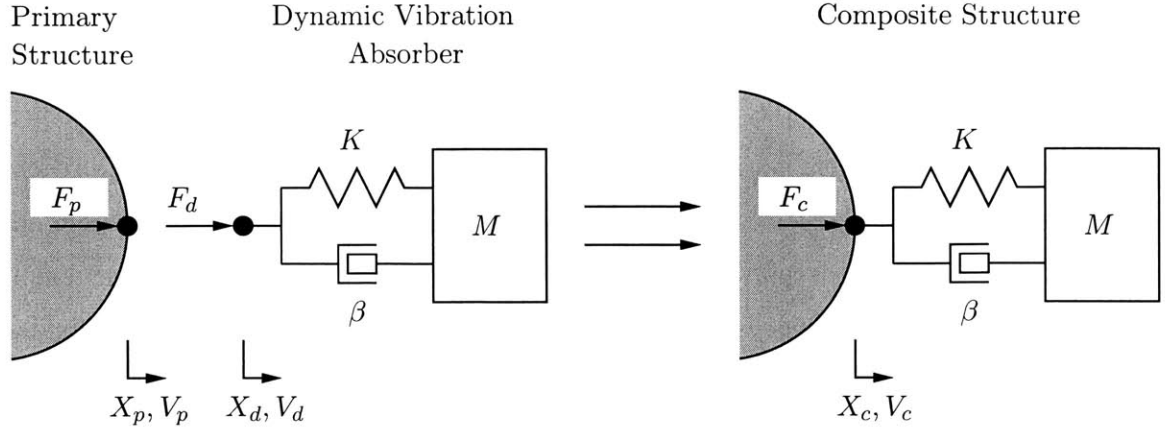 Primary
Structure
Dynamic Vibration
Absorber
Composite Structure
K
F_p
F_d
M
β
X_p, V_p
X_d, V_d
K
F_c
M
β
X_c, V_c